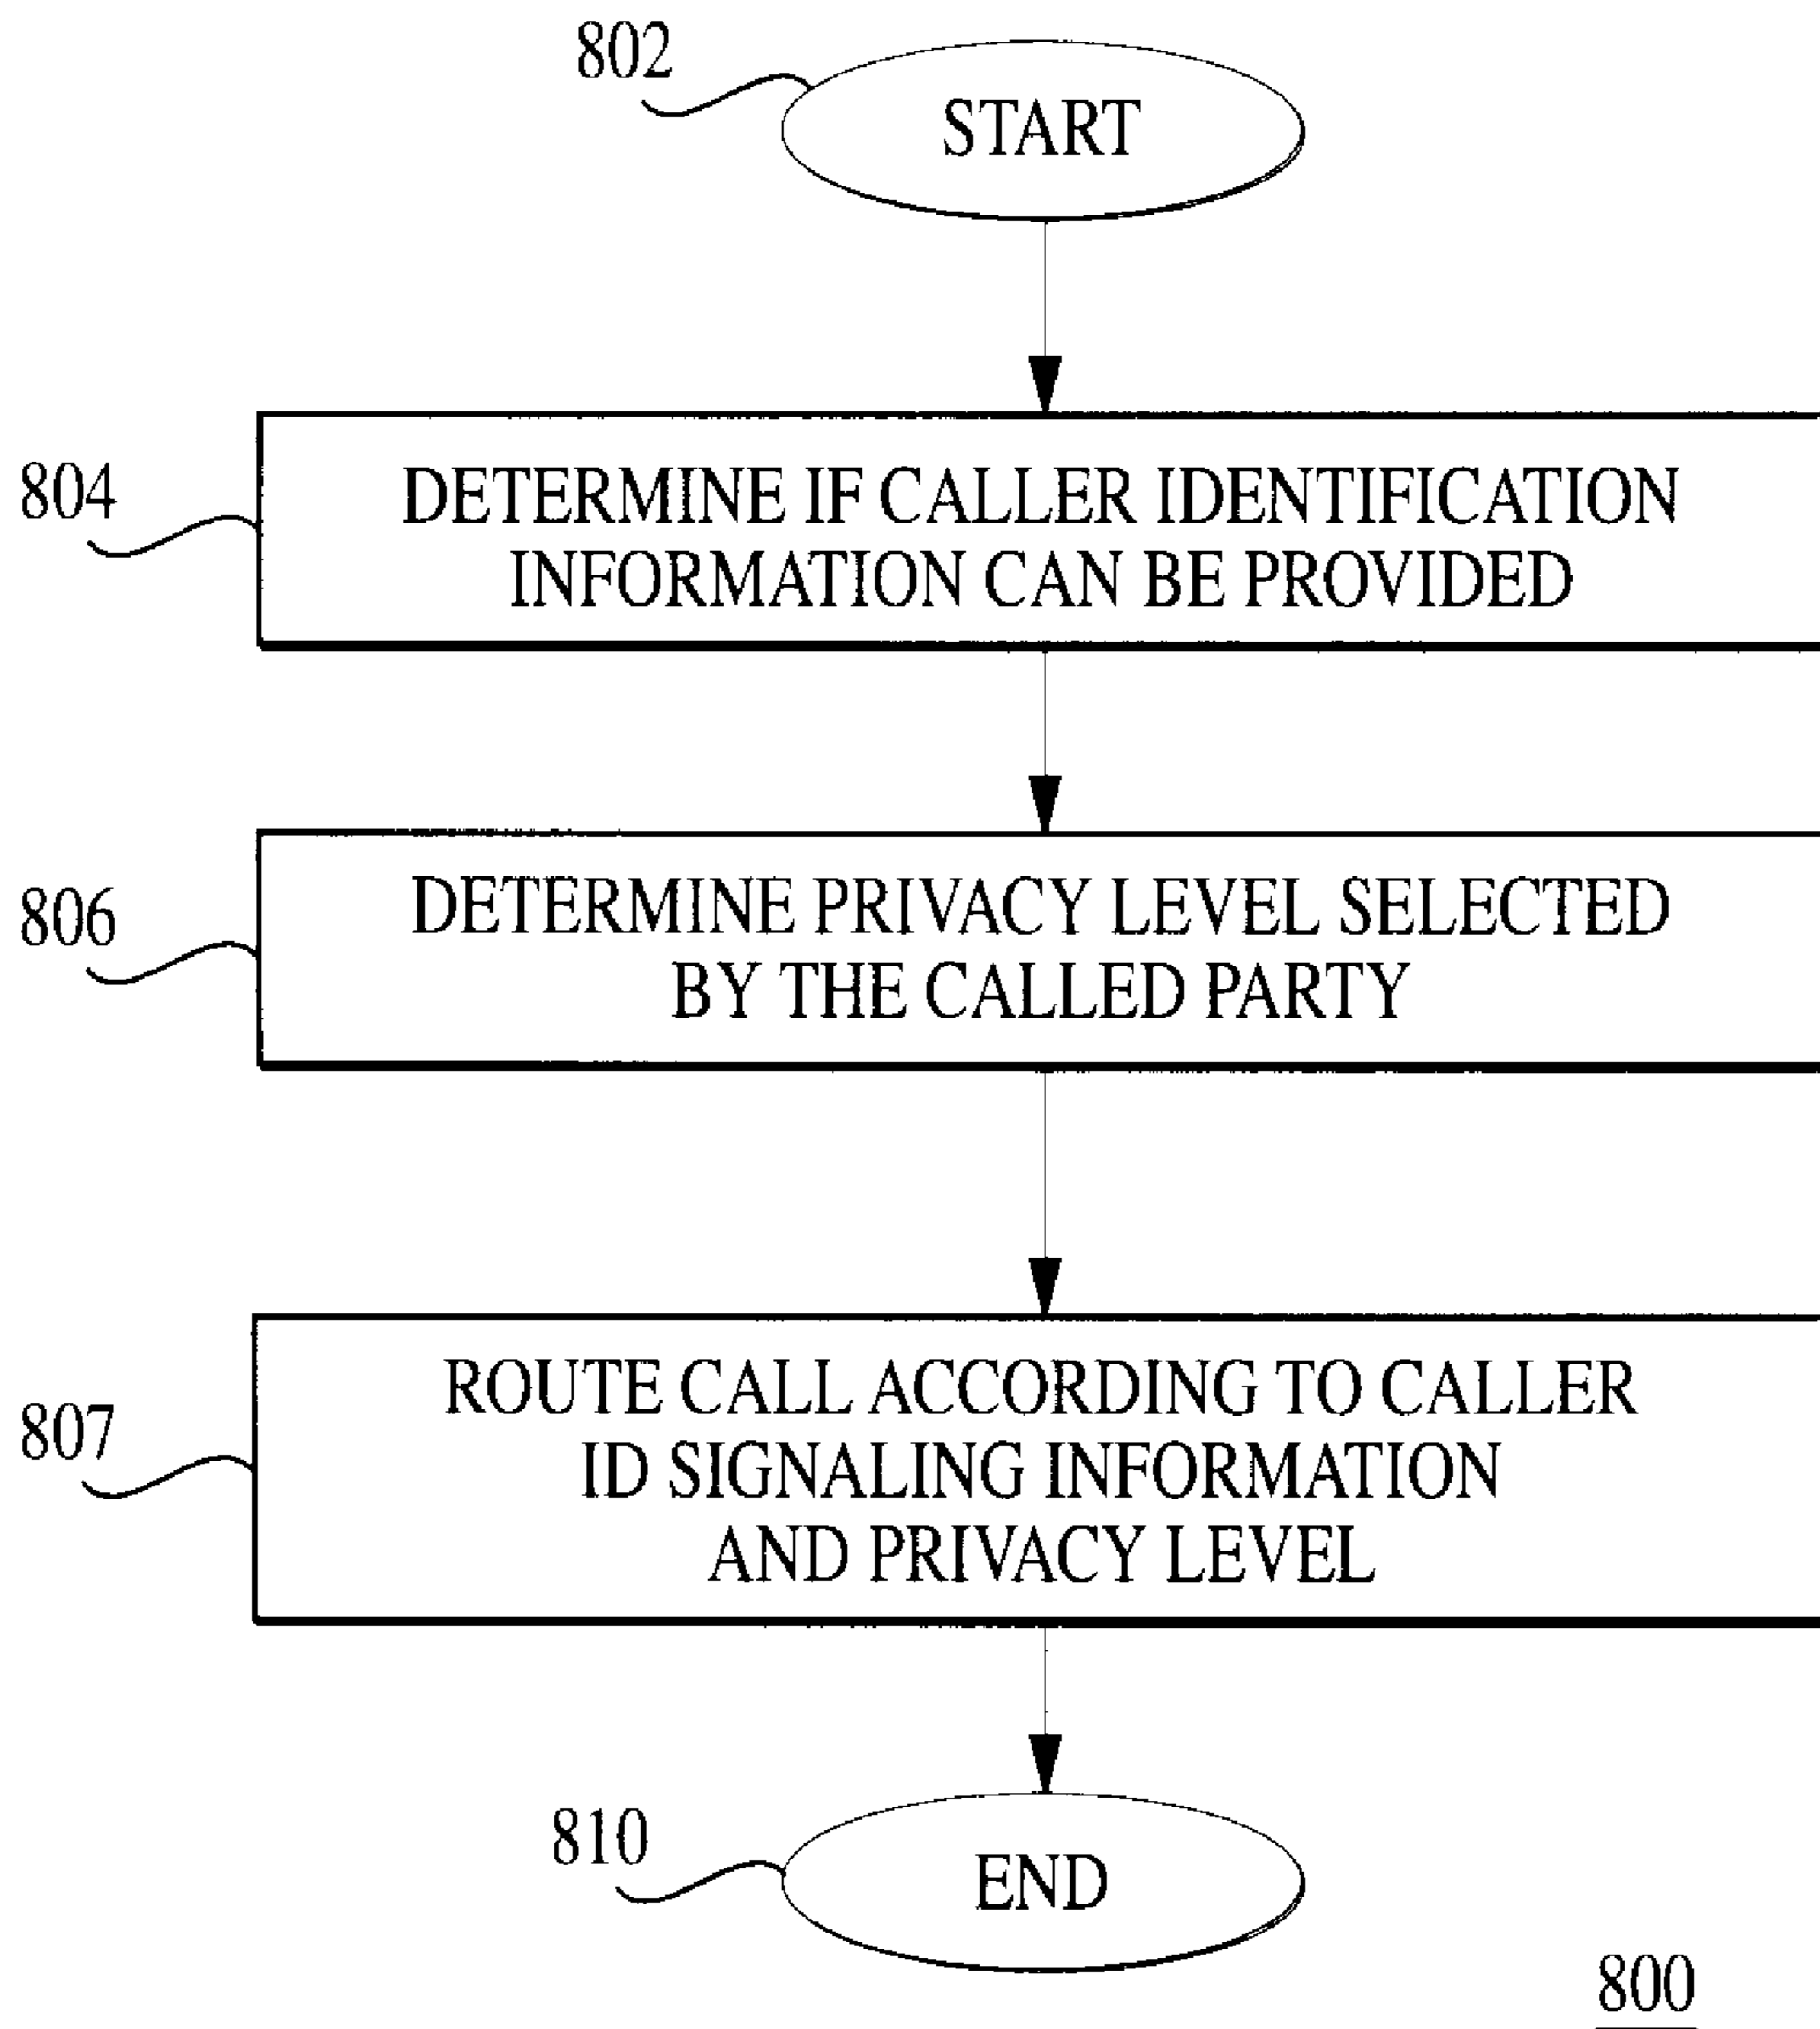 802
START
804
DETERMINE IF CALLER IDENTIFICATION
INFORMATION CAN BE PROVIDED
806
DETERMINE PRIVACY LEVEL SELECTED
BY THE CALLED PARTY
807
ROUTE CALL ACCORDING TO CALLER
ID SIGNALING INFORMATION
AND PRIVACY LEVEL
810
END
800